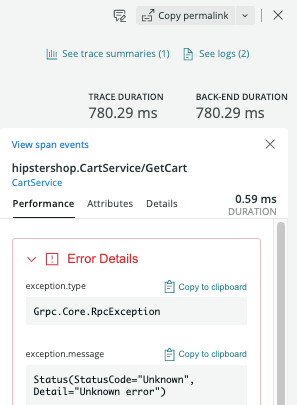 Copy permalink
See trace summaries (1) See logs (2)
TRACE DURATION BACK-END DURATION
780.29 ms 780.29 ms
View span events
hipstershop.CartService/GetCart
CartService
Performance Attributes Details 0.59 ms
DURATION
Error Details
exception.type Copy to clipboard
Grpc.Core.RpcException
exception.message Copy to clipboard
Status(StatusCode="Unknown",
Detail="Unknown error")